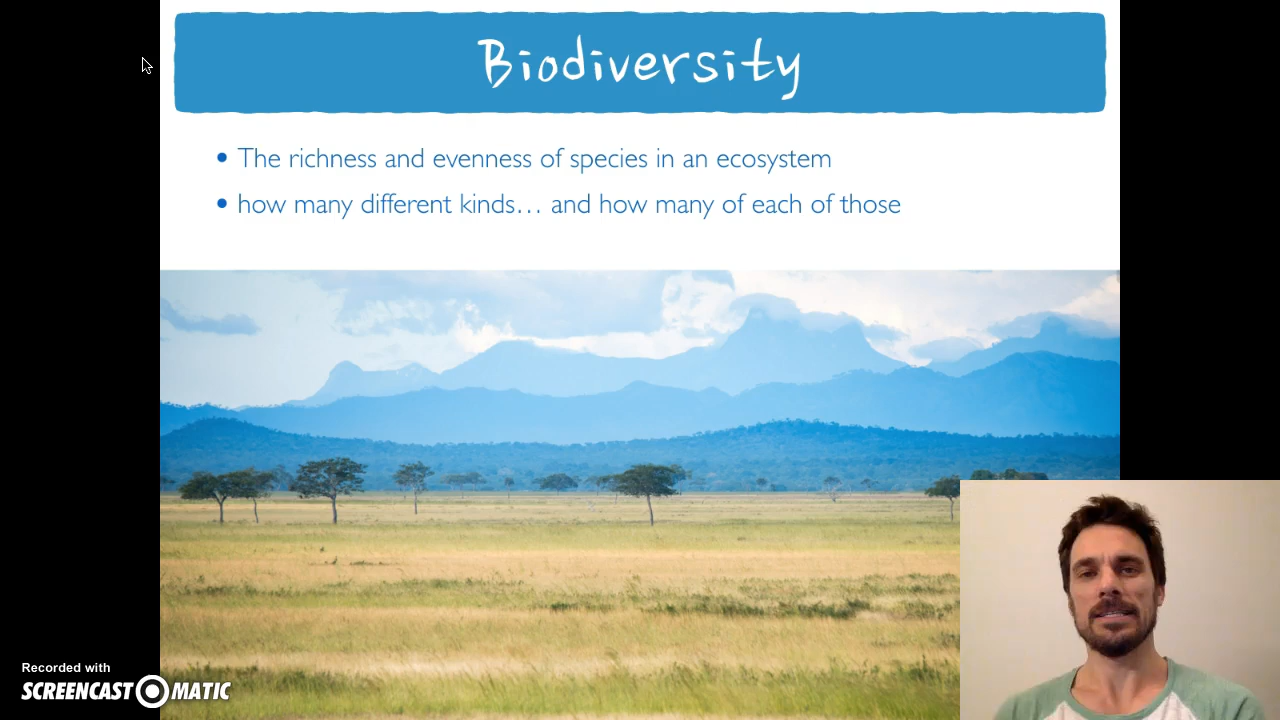 Biodiversity
The richness and evenness of species in an ecosystem
how many different kinds… and how many of each of those
Recorded with
SCREENCAST MATIC